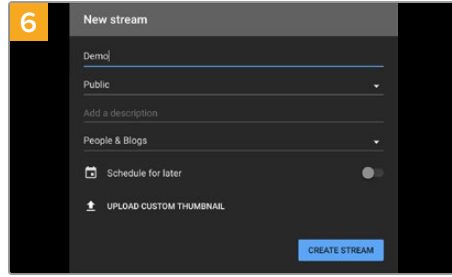 6
New stream
Demo
Public
Add a description
People & Blogs
Schedule for later
UPLOAD CUSTOM THUMBNAIL
CREATE STREAM